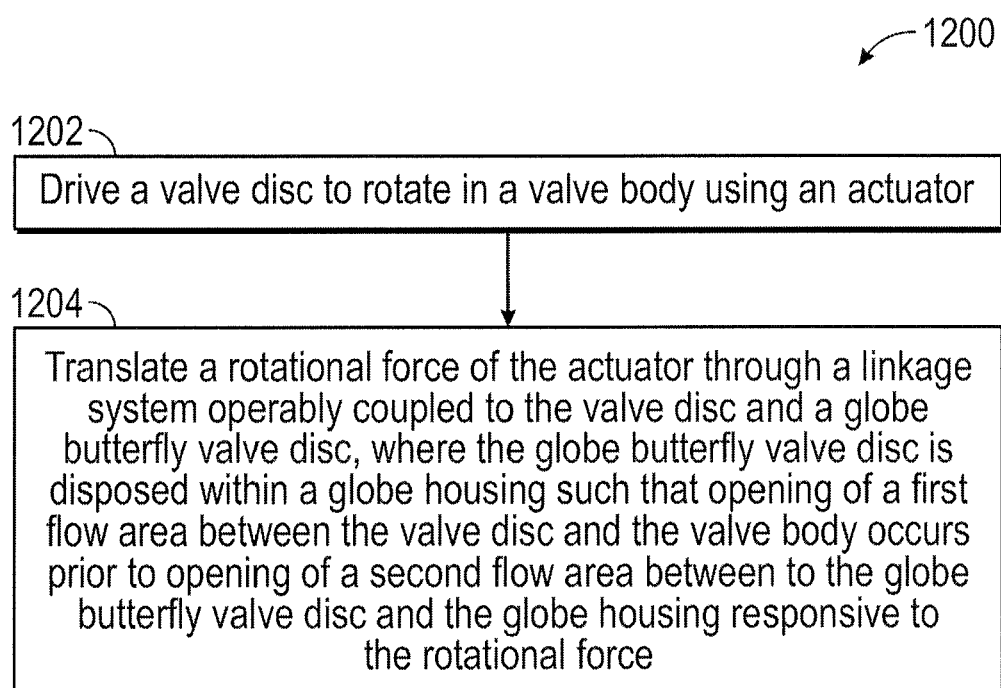 1200
1202
Drive a valve disc to rotate in a valve body using an actuator
1204
Translate a rotational force of the actuator through a linkage
system operably coupled to the valve disc and a globe
butterfly valve disc, where the globe butterfly valve disc is
disposed within a globe housing such that opening of a first
flow area between the valve disc and the valve body occurs
prior to opening of a second flow area between to the globe
butterfly valve disc and the globe housing responsive to
the rotational force